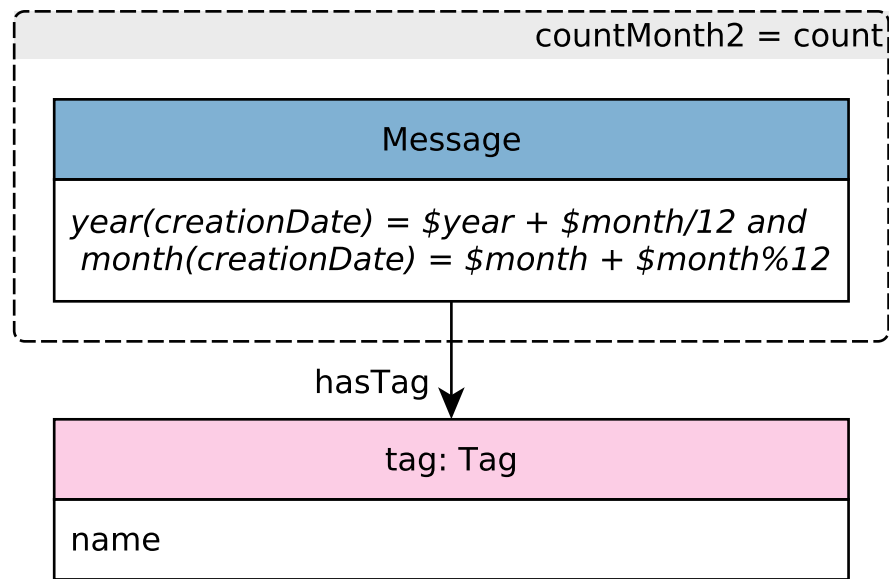 countMonth2 = count
Message
year(creationDate) = $year + $month/12 and
month(creationDate) = $month + $month%12
hasTag
tag: Tag
name